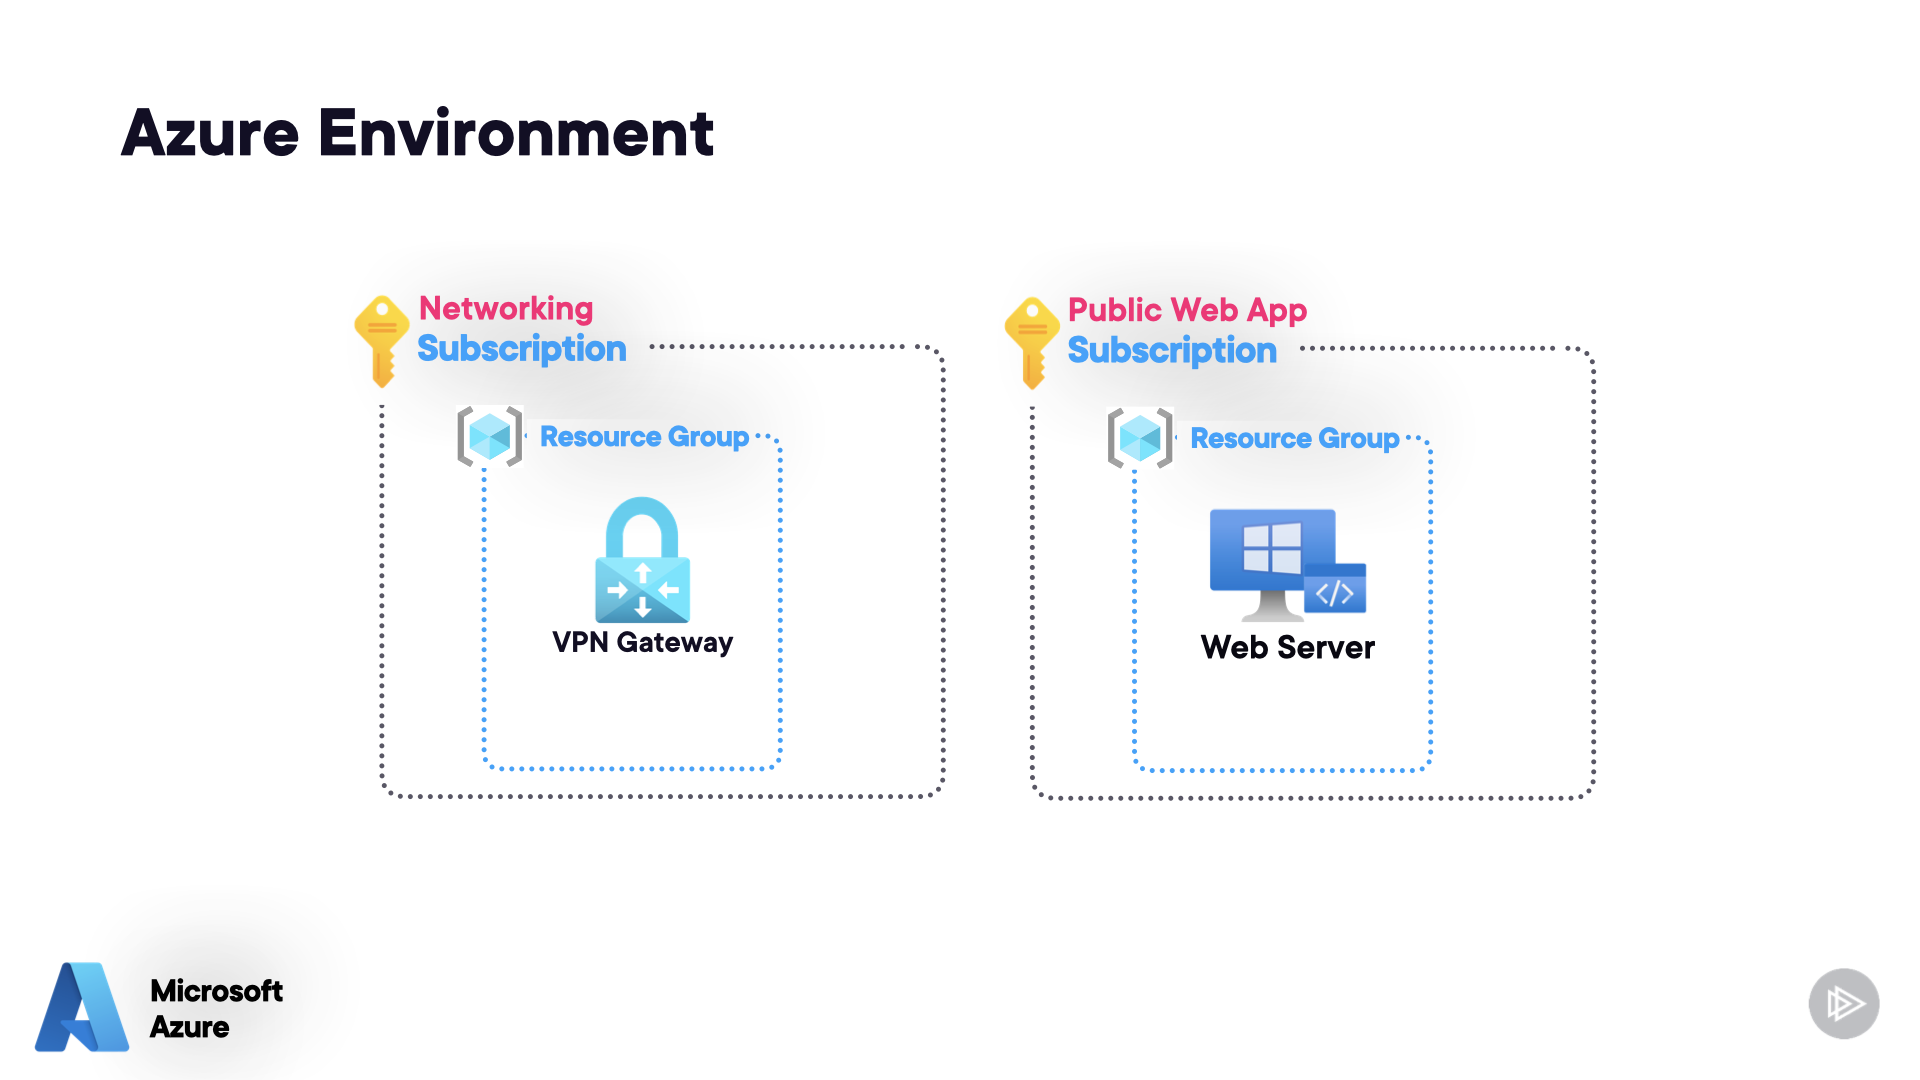 Azure Environment
Networking
Subscription
Resource Group
VPN Gateway
Public Web App
Subscription
Resource Group
</>
Web Server
Microsoft
Azure